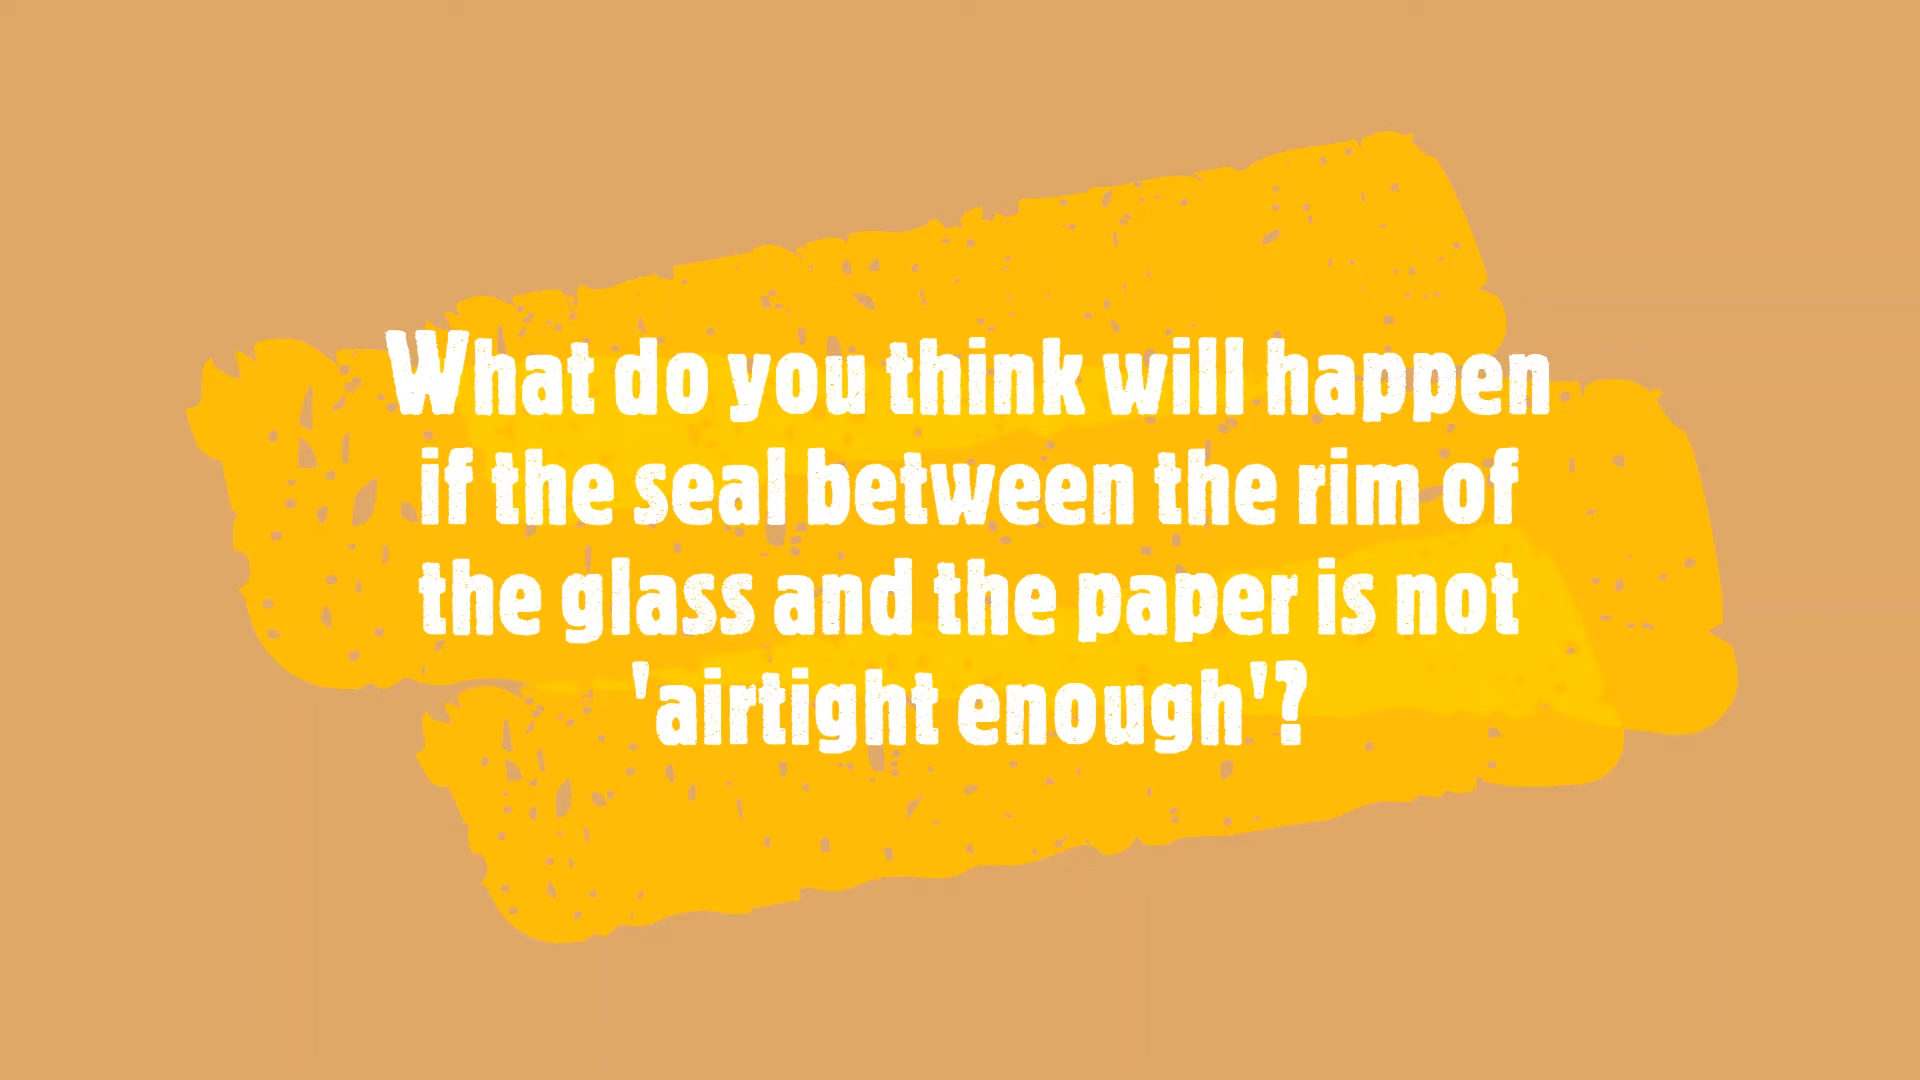 What do you think will happen
if the seal between the rim of
the glass and the paper is not
'airtight enough'?